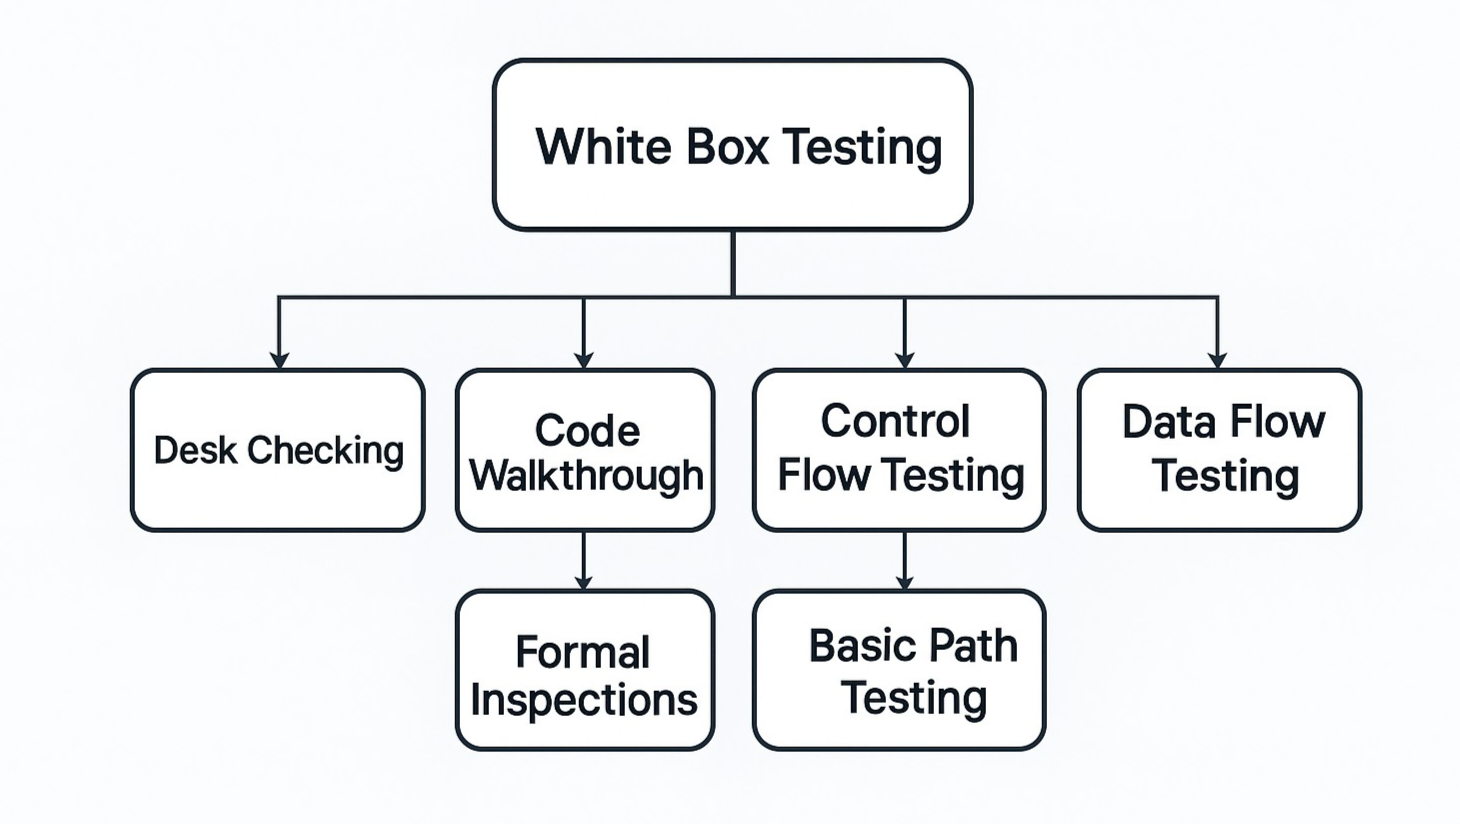 White Box Testing
Desk Checking
Code
Walkthrough
Control
Flow Testing
Data Flow
Testing
Formal
Inspections
Basic Path
Testing